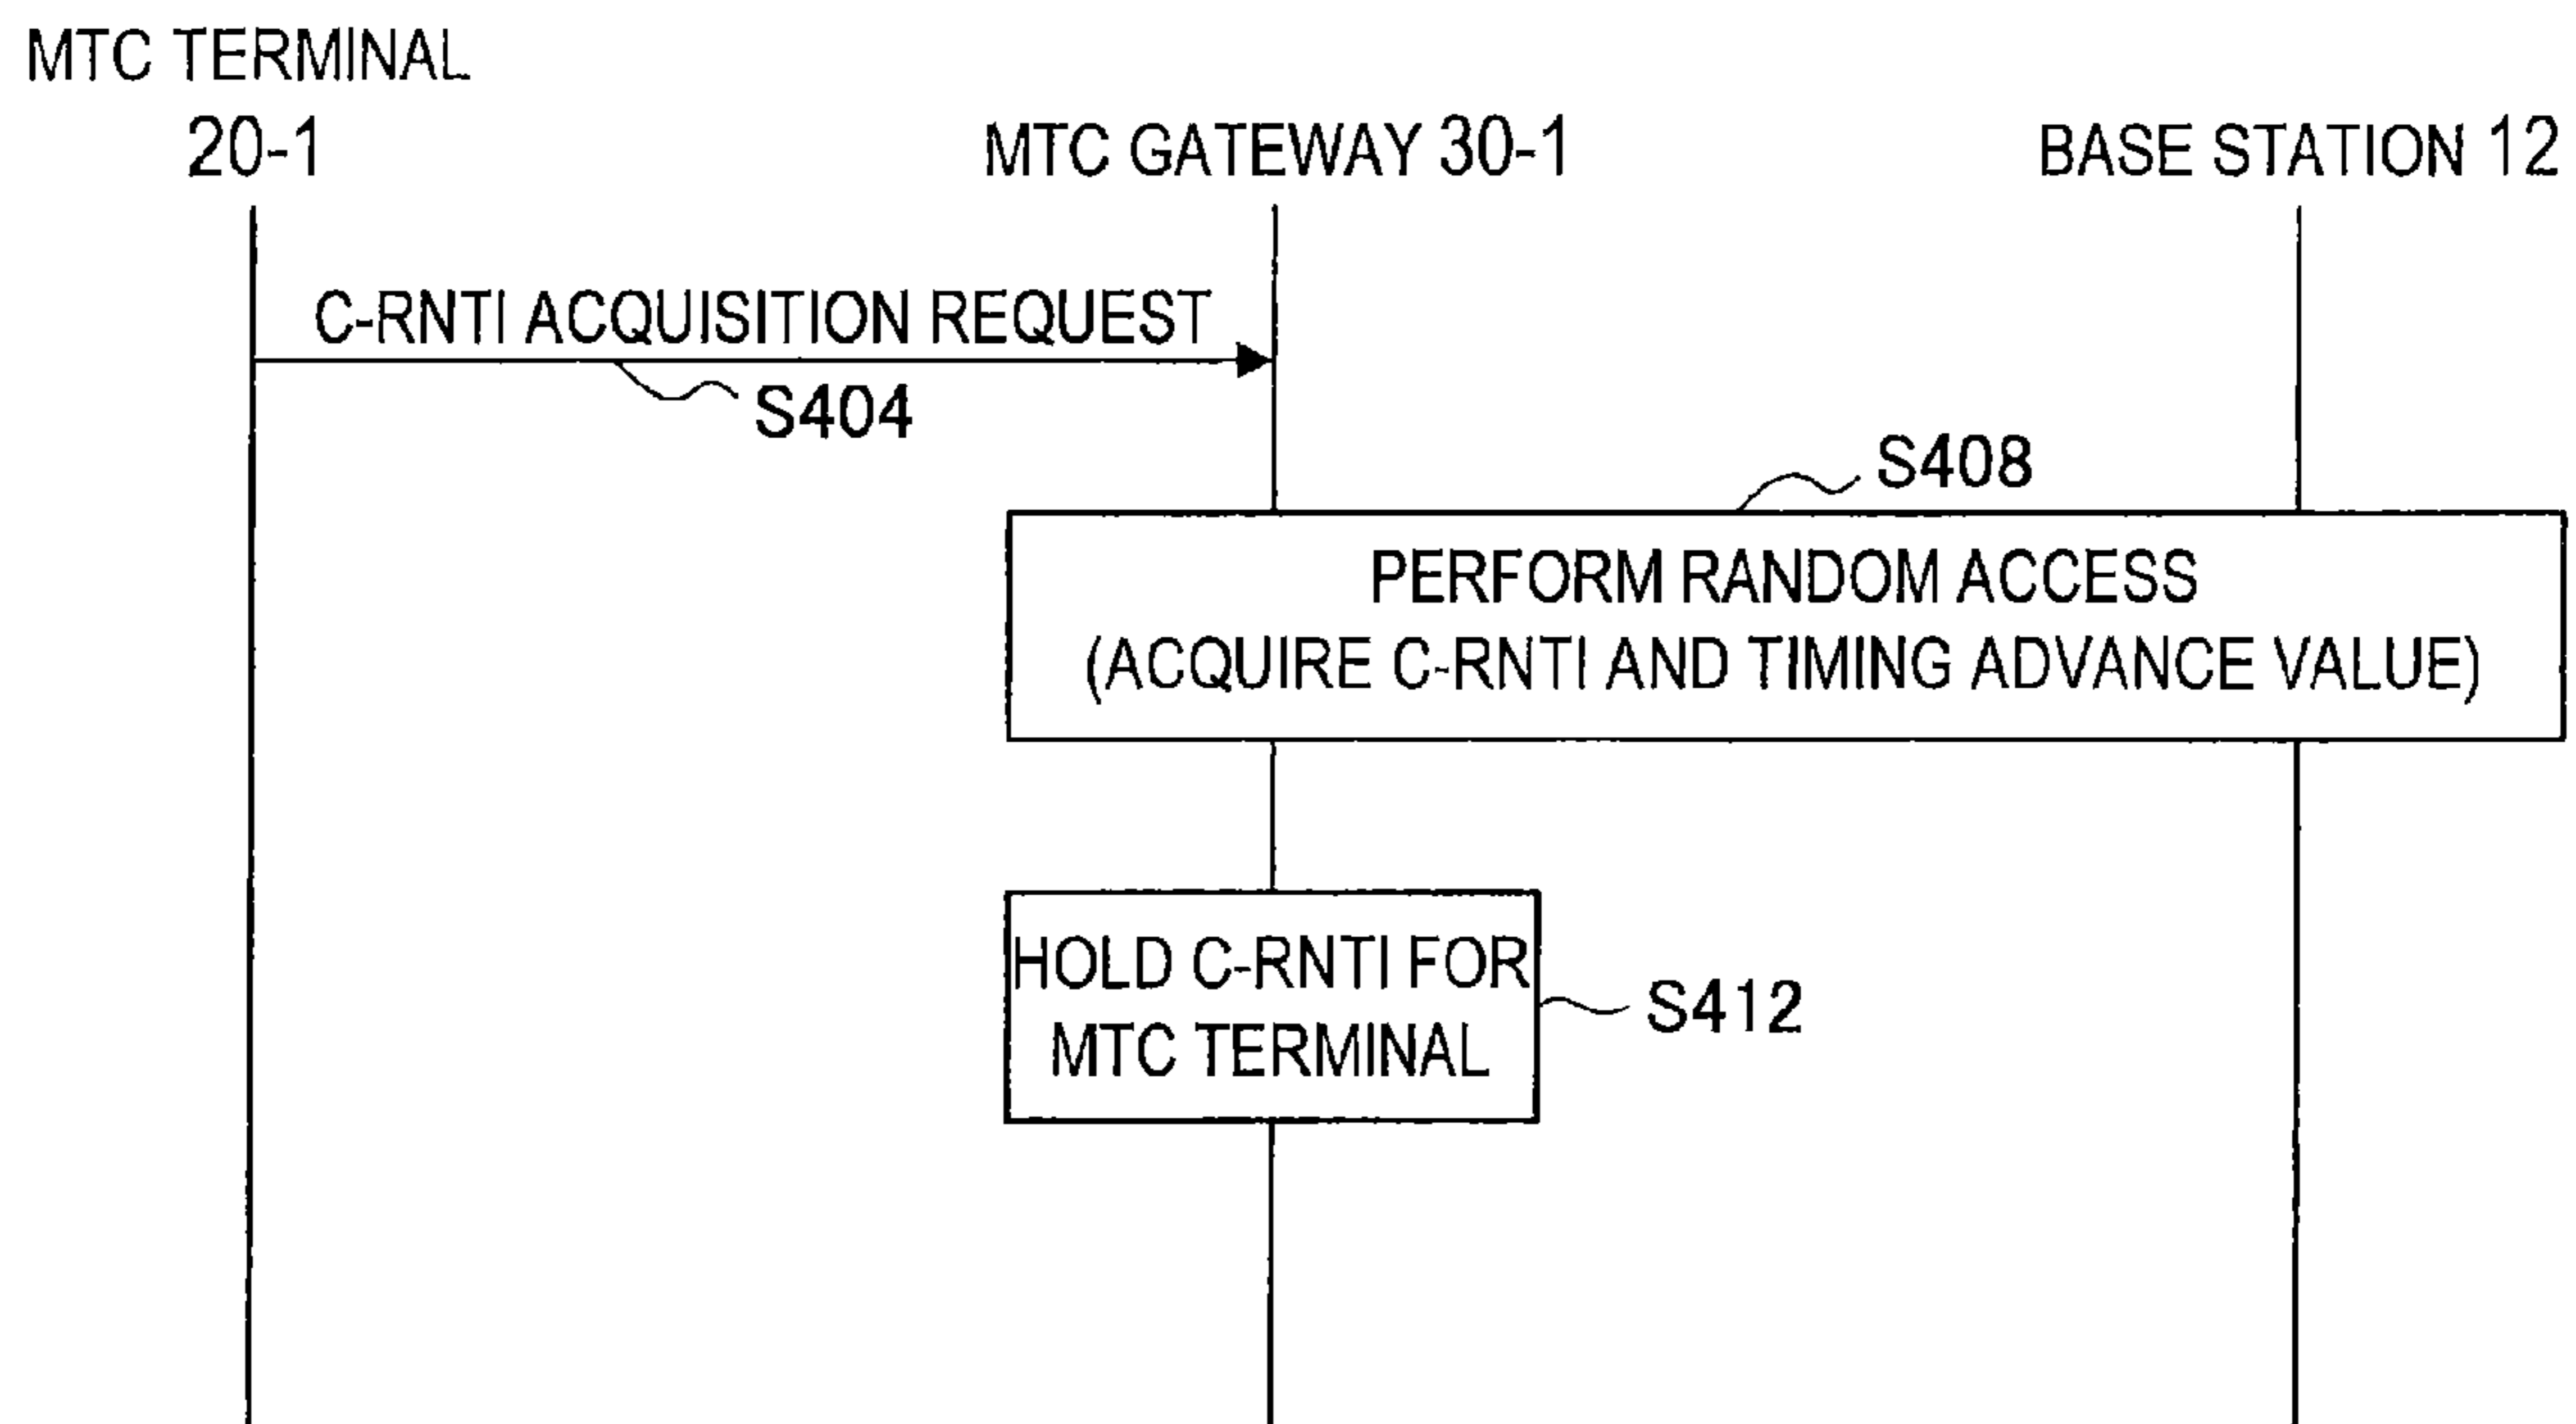 MTC TERMINAL
20-1
MTC GATEWAY 30-1
BASE STATION 12
C-RNTI ACQUISITION REQUEST
S404
S408
PERFORM RANDOM ACCESS
(ACQUIRE C-RNTI AND TIMING ADVANCE VALUE)
HOLD C-RNTI FOR
MTC TERMINAL
S412